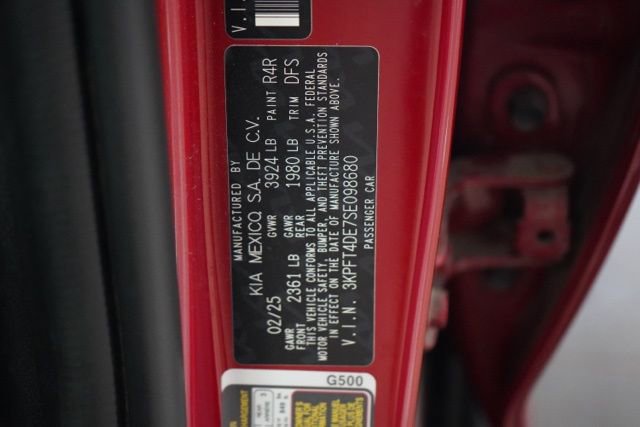 MANUFACTURED BY
KIA MEXICO, S.A. DE C.V.
02/25 GVWR 3924 LB PAINT R4R
GAWR FRONT 2361 LB GAWR REAR 1980 LB TRIM DFS
THIS VEHICLE CONFORMS TO ALL APPLICABLE U.S.A. FEDERAL
MOTOR VEHICLE SAFETY, BUMPER, AND THEFT PREVENTION STANDARDS
IN EFFECT ON THE DATE OF MANUFACTURE SHOWN ABOVE.
V.I.N. 3KPFT4DE7SE098680
PASSENGER CAR
V.I.
G500
REAR 3